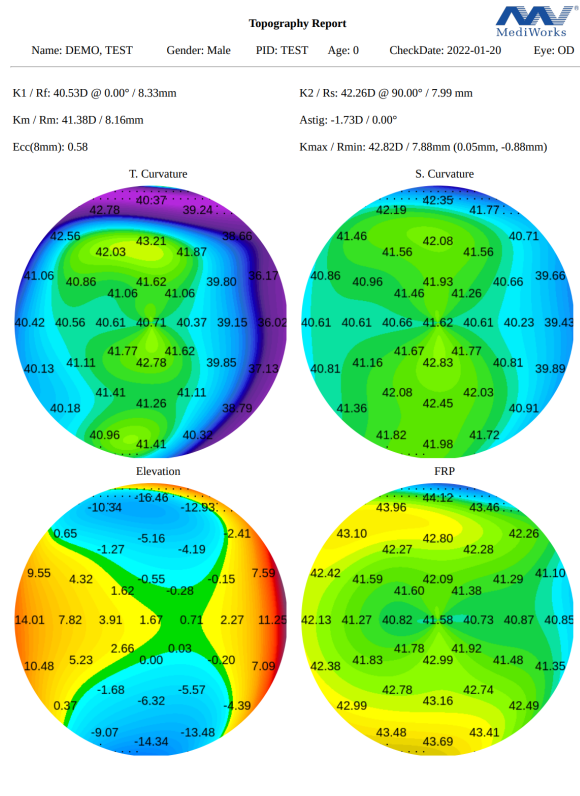 Topography Report
MediWorks®
Name: DEMO, TEST Gender: Male PID: TEST Age: 0 CheckDate: 2022-01-20 Eye: OD
K1 / Rf: 40.53D @ 0.00° / 8.33mm K2 / Rs: 42.26D @ 90.00° / 7.99 mm
Km / Rm: 41.38D / 8.16mm Astig: -1.73D / 0.00°
Ecc(8mm): 0.58 Kmax / Rmin: 42.82D / 7.88mm (0.05mm, -0.88mm)
T. Curvature
40.37
42.78 39.24
42.56 43.21 38.66
42.03 41.87
41.06 40.86 41.62 39.80 36.17
41.06 41.06
40.42 40.56 40.61 40.71 40.37 39.15 36.02
41.77 41.62
40.13 41.11 42.78 39.85 37.13
41.41 41.11
40.18 41.26 38.79
40.96 40.32
41.41
S. Curvature
42.35
42.19 41.77
41.46 42.08 40.71
41.56 41.56
40.86 40.96 41.93 40.66 39.66
41.46 41.26
40.61 40.61 40.66 41.62 40.61 40.23 39.43
41.67 41.77
40.81 41.16 42.83 40.81 39.89
42.08 42.03
41.36 42.45 40.91
41.82 41.72
41.98
Elevation
-16.46
-10.34 -12.93
0.65 -5.16 -2.41
-1.27 -4.19
9.55 4.32 -0.55 -0.15 7.59
1.62 -0.28
14.01 7.82 3.91 1.67 0.71 2.27 11.25
2.66 0.03
10.48 5.23 0.00 -0.20 7.09
-1.68 -5.57
0.37 -6.32 -4.39
-9.07 -13.48
-14.34
FRP
44.12
43.96 43.46
43.10 42.80 42.26
42.27 42.28
42.42 41.59 42.09 41.29 41.10
41.60 41.38
42.13 41.27 40.82 41.58 40.73 40.87 40.85
41.78 41.92
42.38 41.83 42.99 41.48 41.35
42.78 42.74
42.99 43.16 42.49
43.48 43.41
43.69